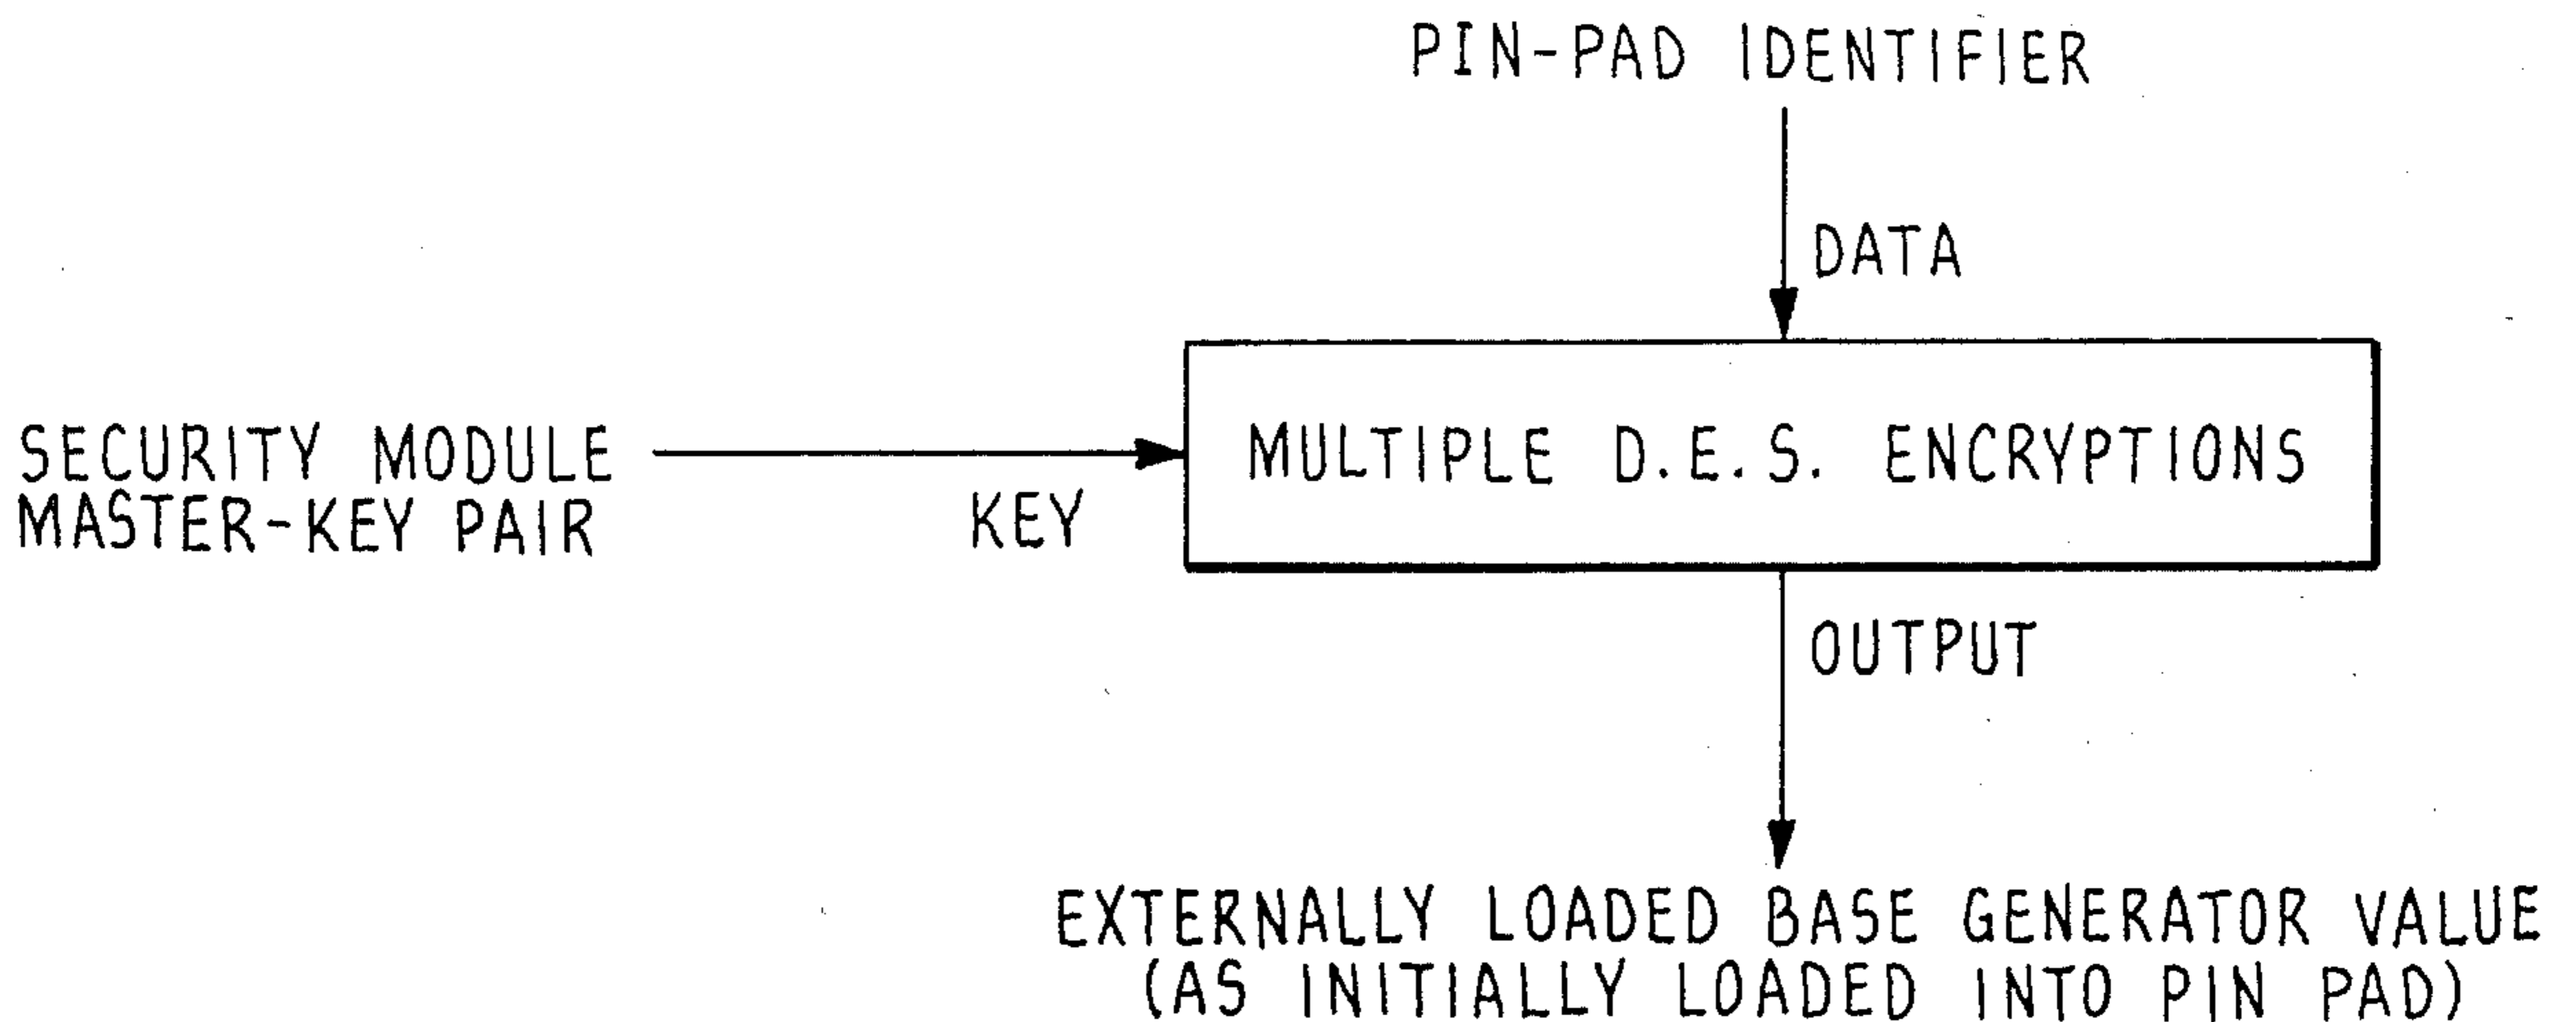 PIN-PAD IDENTIFIER
DATA
SECURITY MODULE
MASTER-KEY PAIR
KEY
MULTIPLE D.E.S. ENCRYPTIONS
OUTPUT
EXTERNALLY LOADED BASE GENERATOR VALUE
(AS INITIALLY LOADED INTO PIN PAD)